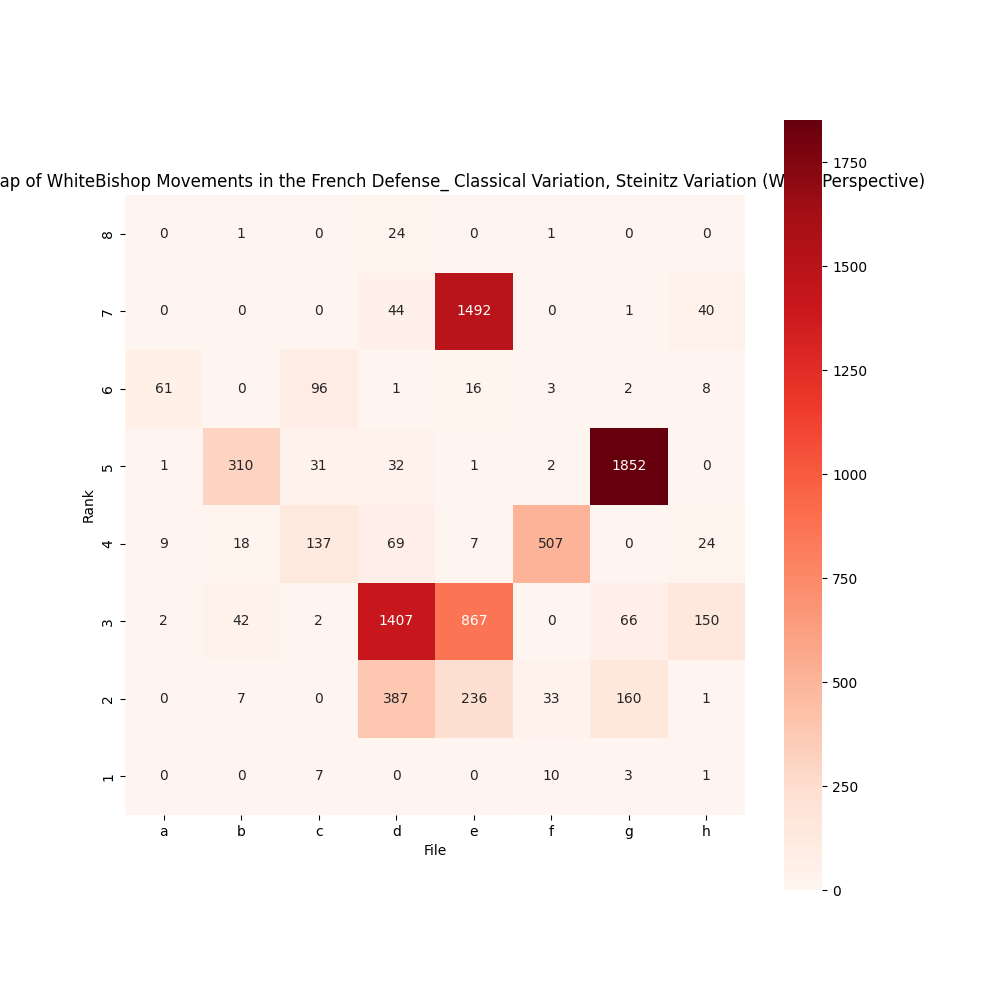 ap of WhiteBishop Movements in the French Defense_ Classical Variation, Steinitz Variation (W Perspective)
Rank
8 0 1 0 24 0 1 0 0
7 0 0 0 44 1492 0 1 40
6 61 0 96 1 16 3 2 8
5 1 310 31 32 1 2 1852 0
4 9 18 137 69 7 507 0 24
3 2 42 2 1407 867 0 66 150
2 0 7 0 387 236 33 160 1
1 0 0 7 0 0 10 3 1
a b c d e f g h
File
1750
1500
1250
1000
750
500
250
0